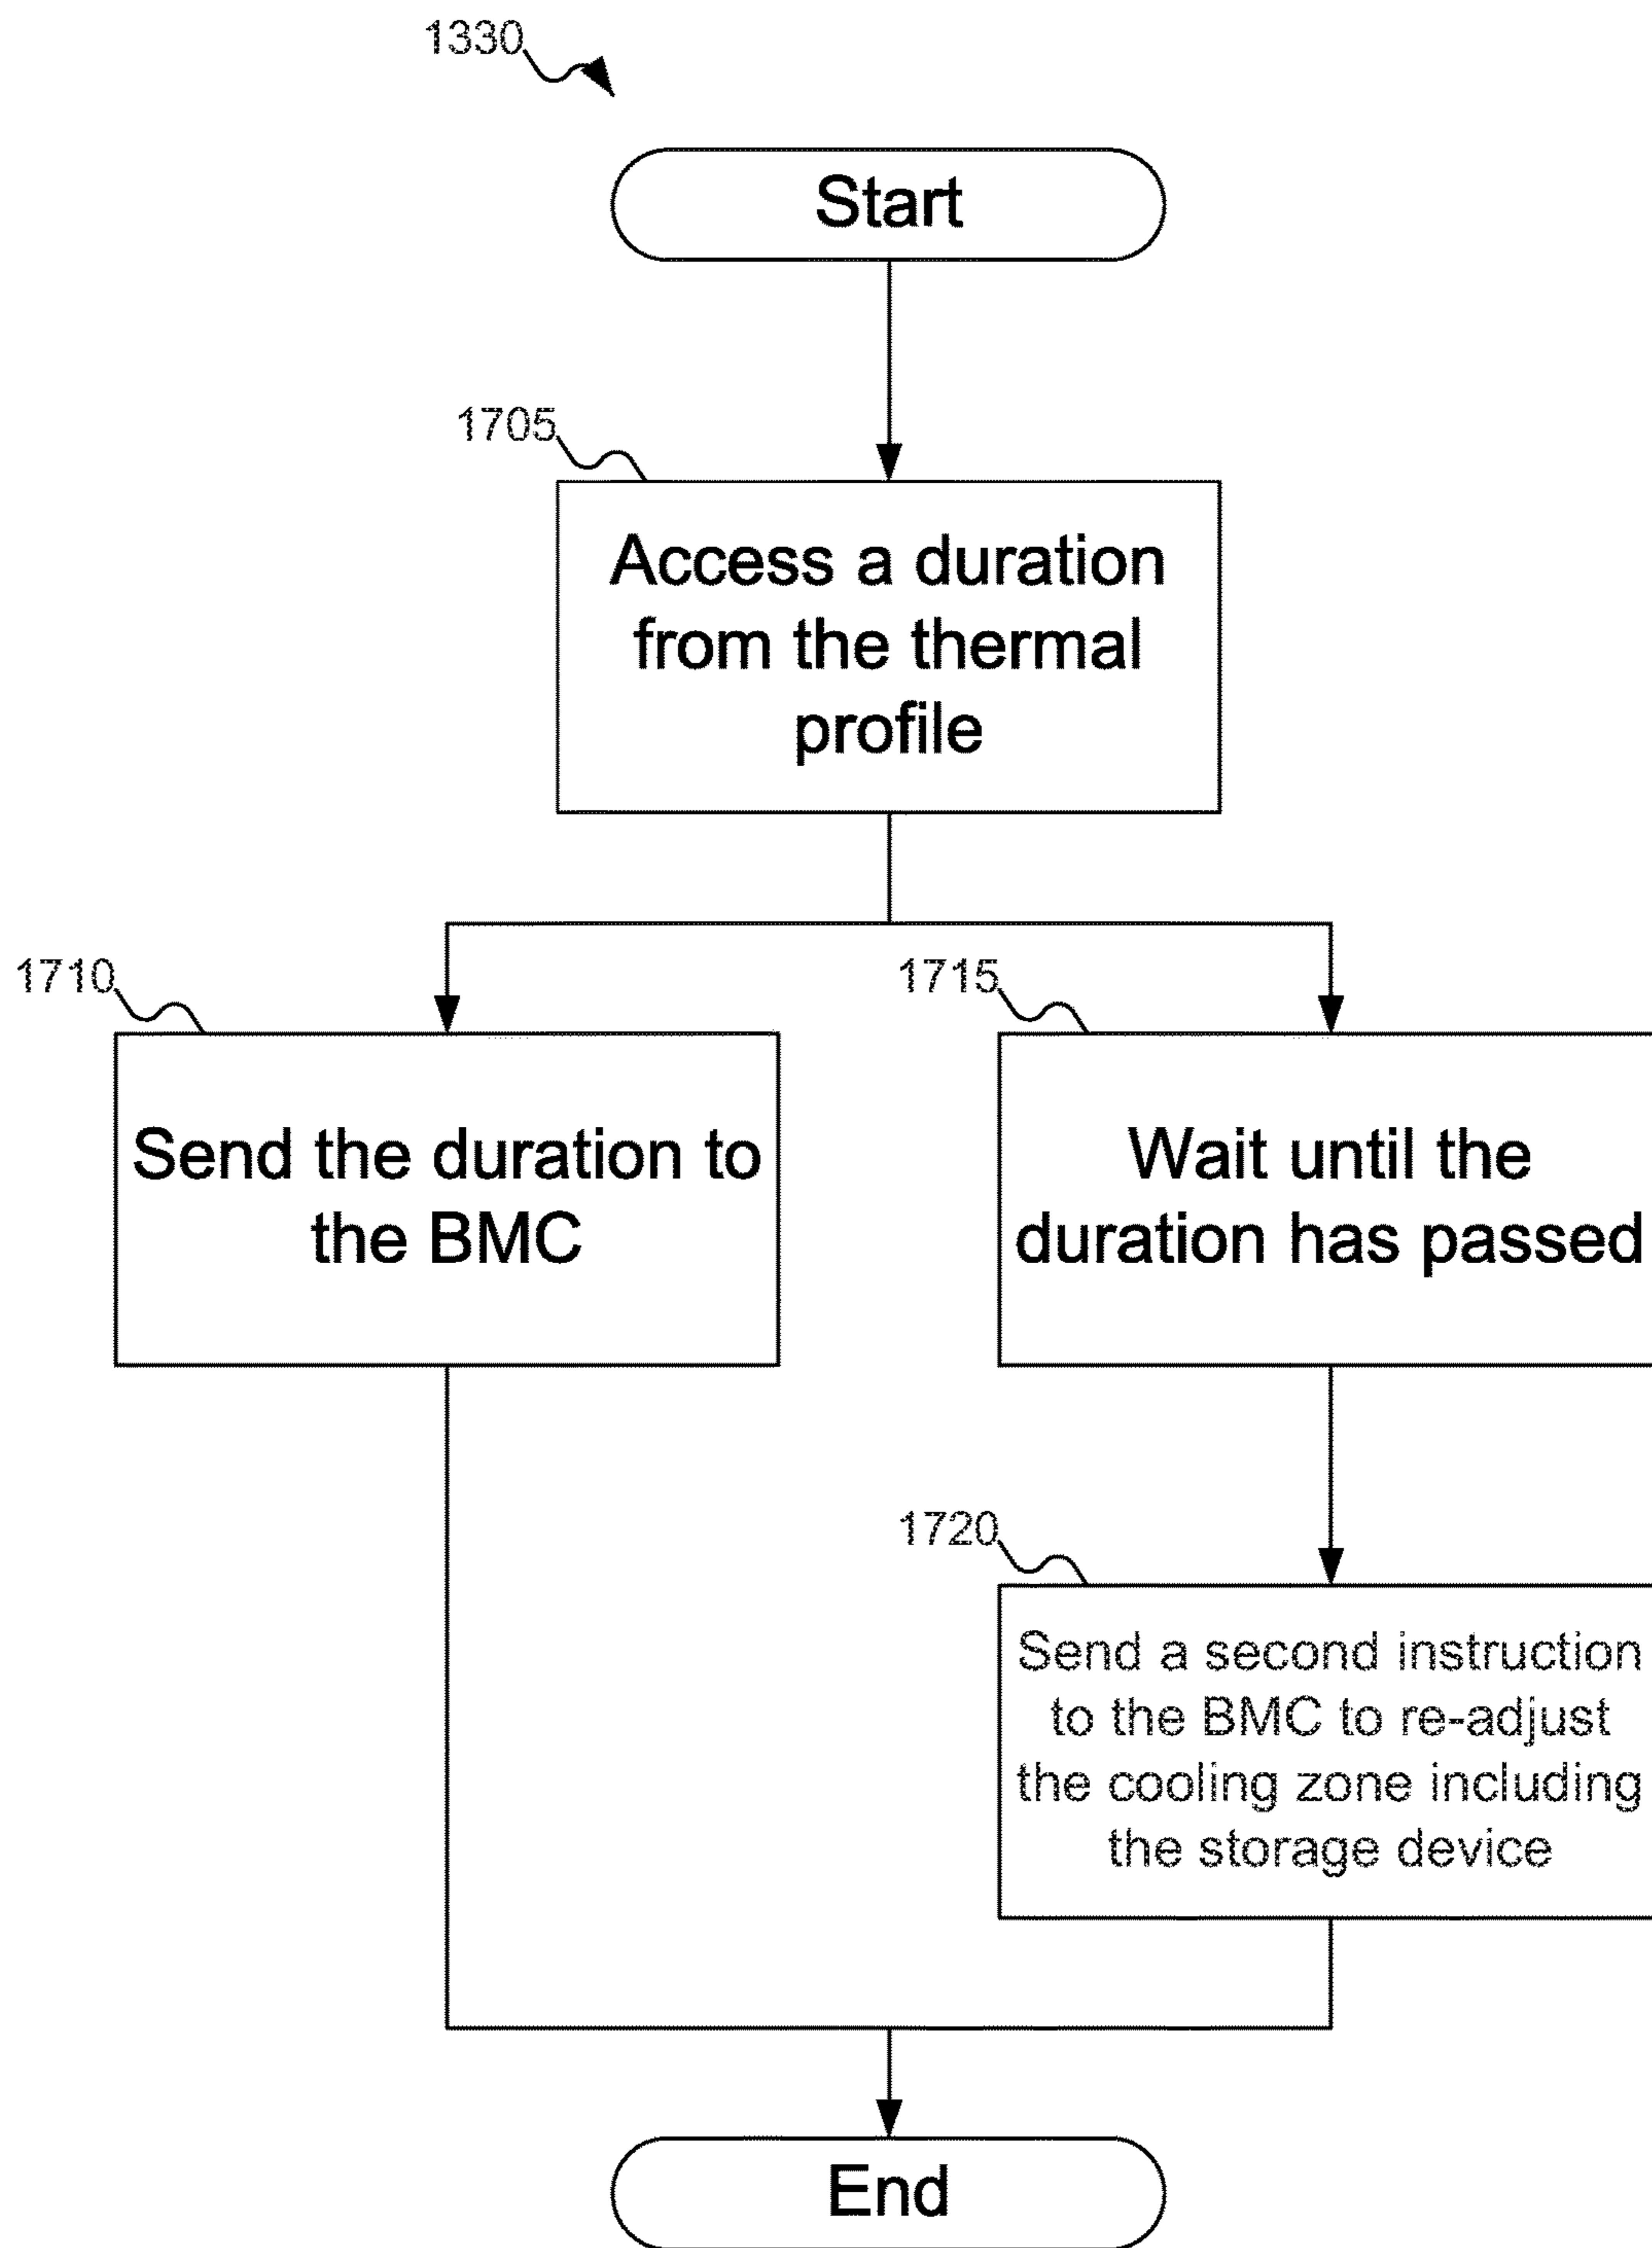 1330
Start
1705
Access a duration
from the thermal
profile
1710
Send the duration to
the BMC
1715
Wait until the
duration has passed
1720
Send a second instruction
to the BMC to re-adjust
the cooling zone including
the storage device
End